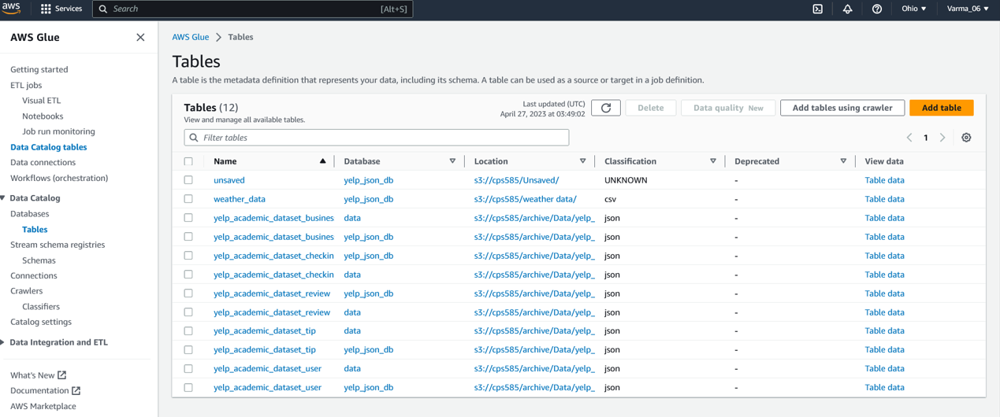 aws Services Search [Alt+S] Ohio Varma_06
AWS Glue
Getting started
ETL jobs
Visual ETL
Notebooks
Job run monitoring
Data Catalog tables
Data connections
Workflows (orchestration)
Data Catalog
Databases
Tables
Stream schema registries
Schemas
Connections
Crawlers
Classifiers
Catalog settings
Data Integration and ETL
What's New
Documentation
AWS Marketplace
AWS Glue > Tables
Tables
A table is the metadata definition that represents your data, including its schema. A table can be used as a source or target in a job definition.
Tables (12)
View and manage all available tables.
Last updated (UTC)
April 27, 2023 at 03:49:02
Delete Data quality New Add tables using crawler Add table
Filter tables
1
Name Database Location Classification Deprecated View data
unsaved yelp_json_db s3://cps585/Unsaved/ UNKNOWN - Table data
weather_data yelp_json_db s3://cps585/weather data/ csv - Table data
yelp_academic_dataset_busines data s3://cps585/archive/Data/yelp_ json - Table data
yelp_academic_dataset_busines yelp_json_db s3://cps585/archive/Data/yelp_ json - Table data
yelp_academic_dataset_checkin yelp_json_db s3://cps585/archive/Data/yelp_ json - Table data
yelp_academic_dataset_checkin data s3://cps585/archive/Data/yelp_ json - Table data
yelp_academic_dataset_review yelp_json_db s3://cps585/archive/Data/yelp_ json - Table data
yelp_academic_dataset_review data s3://cps585/archive/Data/yelp_ json - Table data
yelp_academic_dataset_tip data s3://cps585/archive/Data/yelp_ json - Table data
yelp_academic_dataset_tip yelp_json_db s3://cps585/archive/Data/yelp_ json - Table data
yelp_academic_dataset_user data s3://cps585/archive/Data/yelp_ json - Table data
yelp_academic_dataset_user yelp_json_db s3://cps585/archive/Data/yelp_ json - Table data